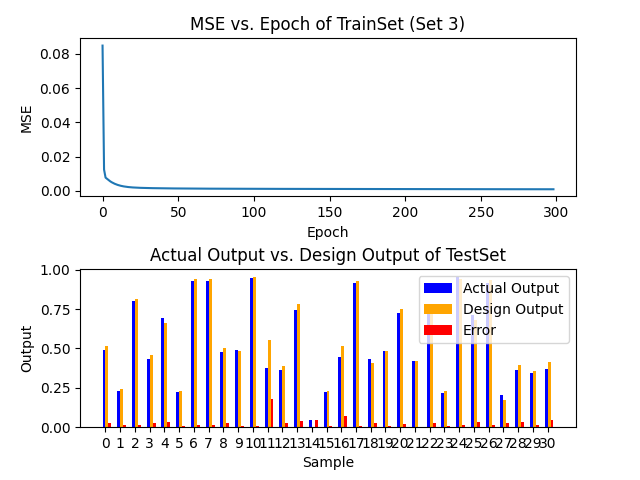 MSE vs. Epoch of TrainSet (Set 3)
0.08
0.06
0.04
0.02
0.00
MSE
0 50 100 150 200 250 300
Epoch
Actual Output vs. Design Output of TestSet
1.00
0.75
0.50
0.25
0.00
Output
Actual Output
Design Output
Error
0 1 2 3 4 5 6 7 8 9 10 11 12 13 14 15 16 17 18 19 20 21 22 23 24 25 26 27 28 29 30
Sample